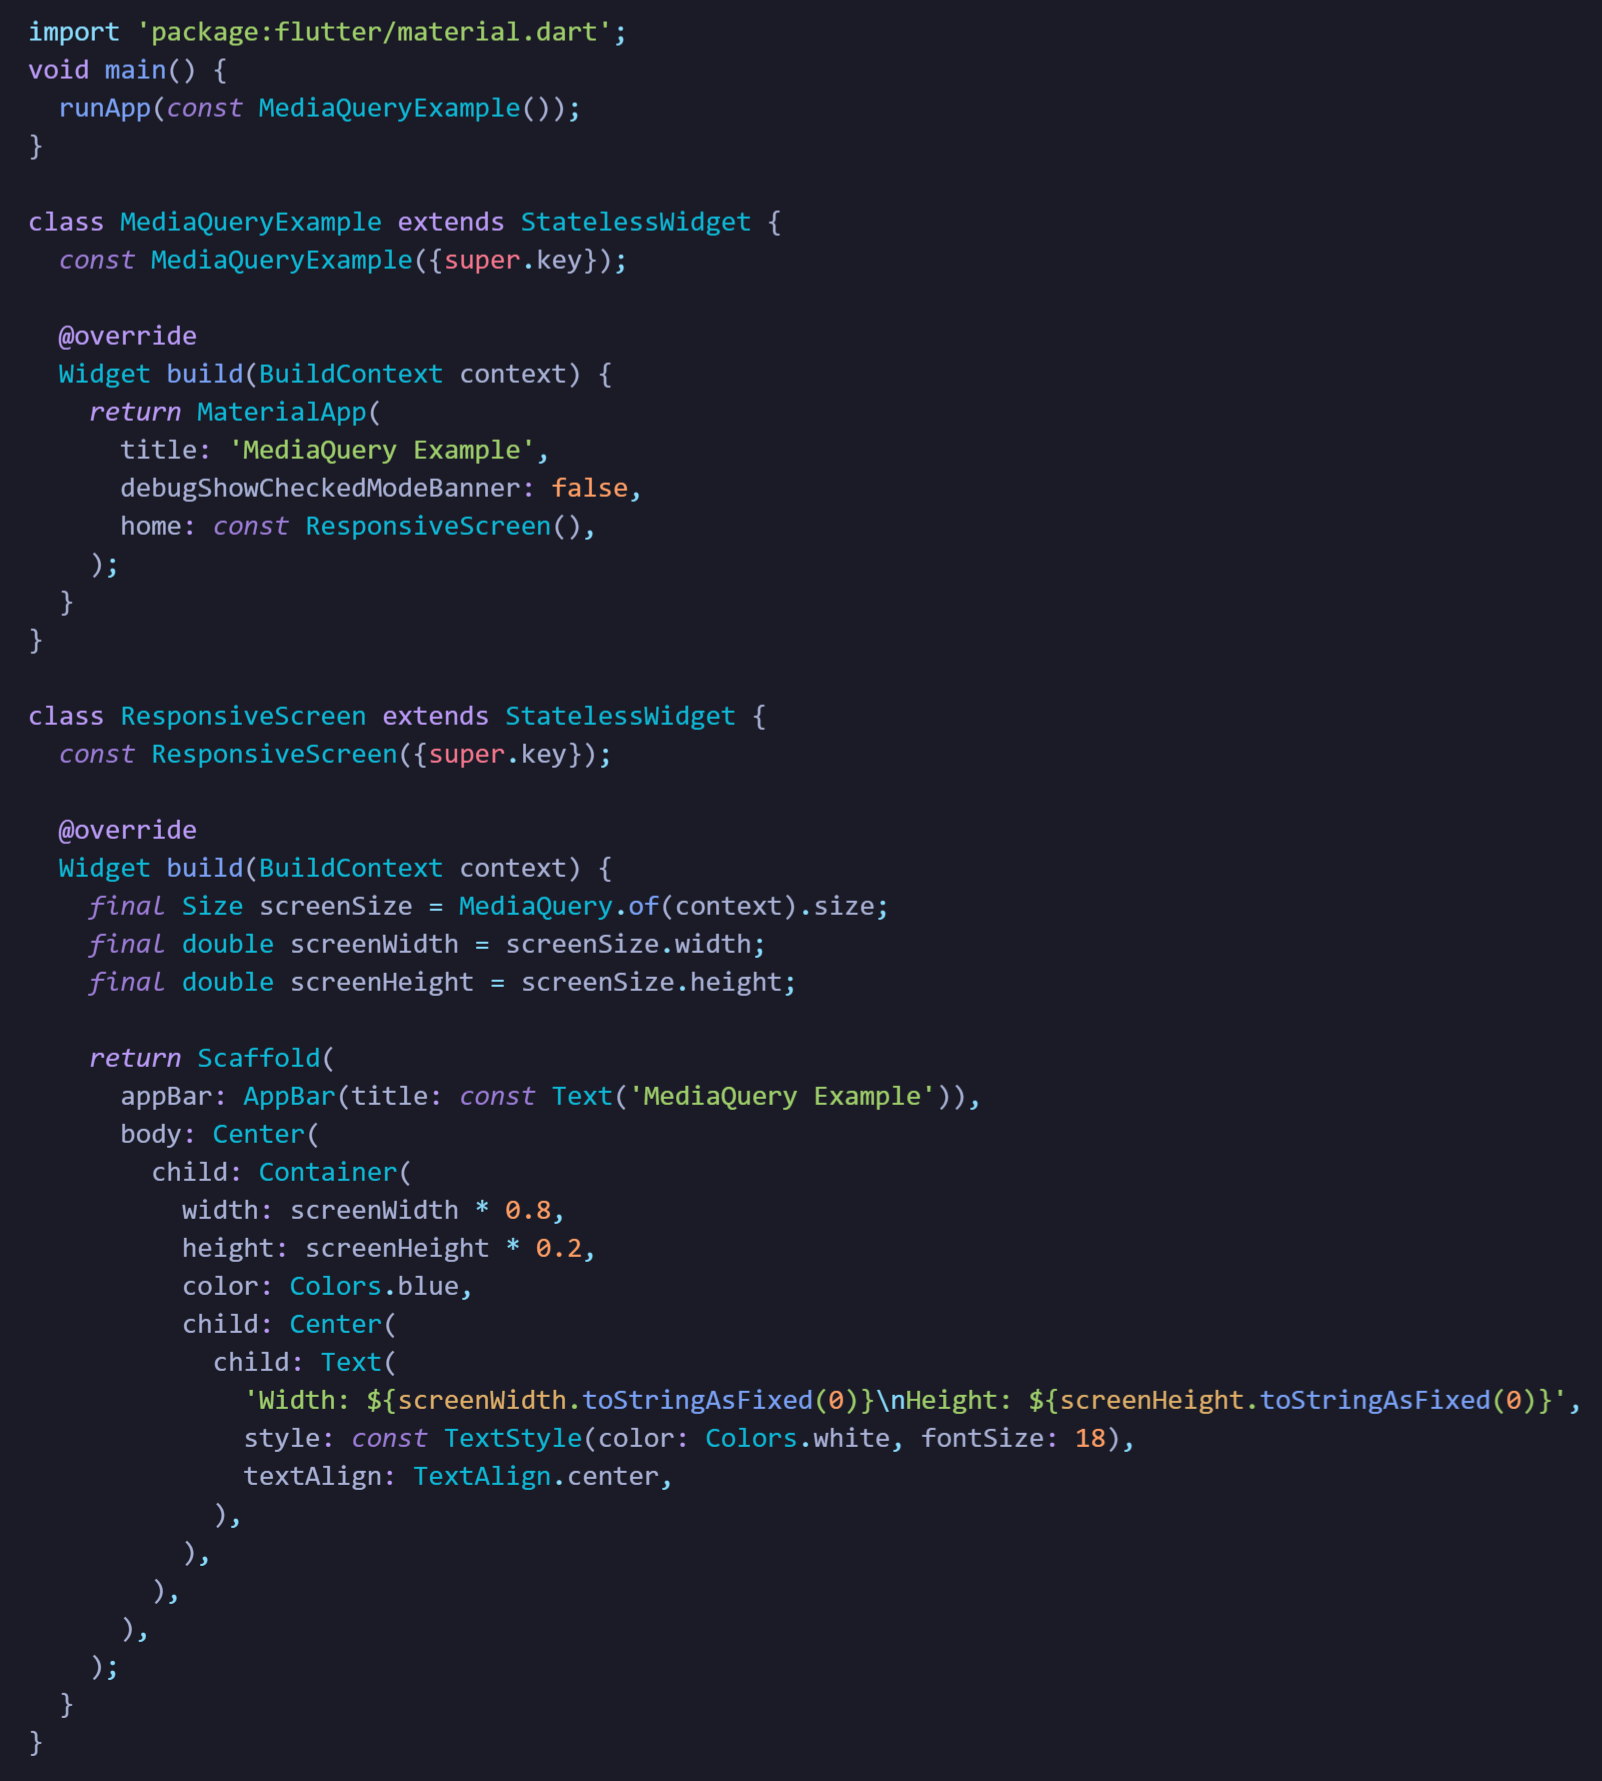 import 'package:flutter/material.dart';
void main() {
  runApp(const MediaQueryExample());
}

class MediaQueryExample extends StatelessWidget {
  const MediaQueryExample({super.key});

  @override
  Widget build(BuildContext context) {
    return MaterialApp(
      title: 'MediaQuery Example',
      debugShowCheckedModeBanner: false,
      home: const ResponsiveScreen(),
    );
  }
}

class ResponsiveScreen extends StatelessWidget {
  const ResponsiveScreen({super.key});

  @override
  Widget build(BuildContext context) {
    final Size screenSize = MediaQuery.of(context).size;
    final double screenWidth = screenSize.width;
    final double screenHeight = screenSize.height;

    return Scaffold(
      appBar: AppBar(title: const Text('MediaQuery Example')),
      body: Center(
        child: Container(
          width: screenWidth * 0.8,
          height: screenHeight * 0.2,
          color: Colors.blue,
          child: Center(
            child: Text(
              'Width: ${screenWidth.toStringAsFixed(0)}\nHeight: ${screenHeight.toStringAsFixed(0)}',
              style: const TextStyle(color: Colors.white, fontSize: 18),
              textAlign: TextAlign.center,
            ),
          ),
        ),
      ),
    );
  }
}